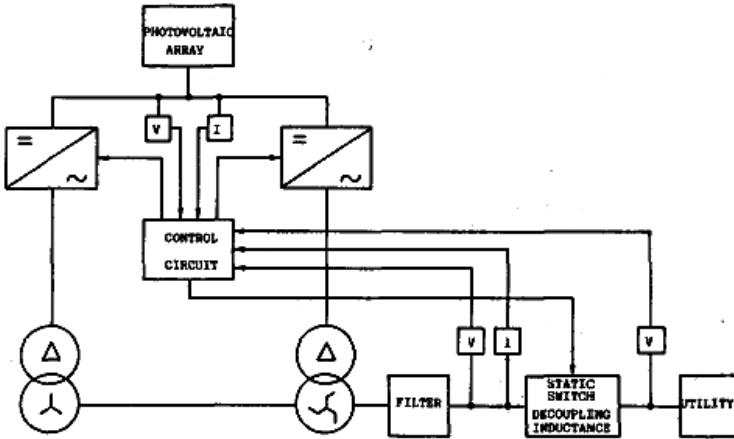 PHOTOVOLTAIC
ARRAY
=
V
I
=
~
~
CONTROL
CIRCUIT
Δ
Δ
V
I
V
FILTER
STATIC
SWITCH
DECOUPLING
INDUCTANCE
UTILITY